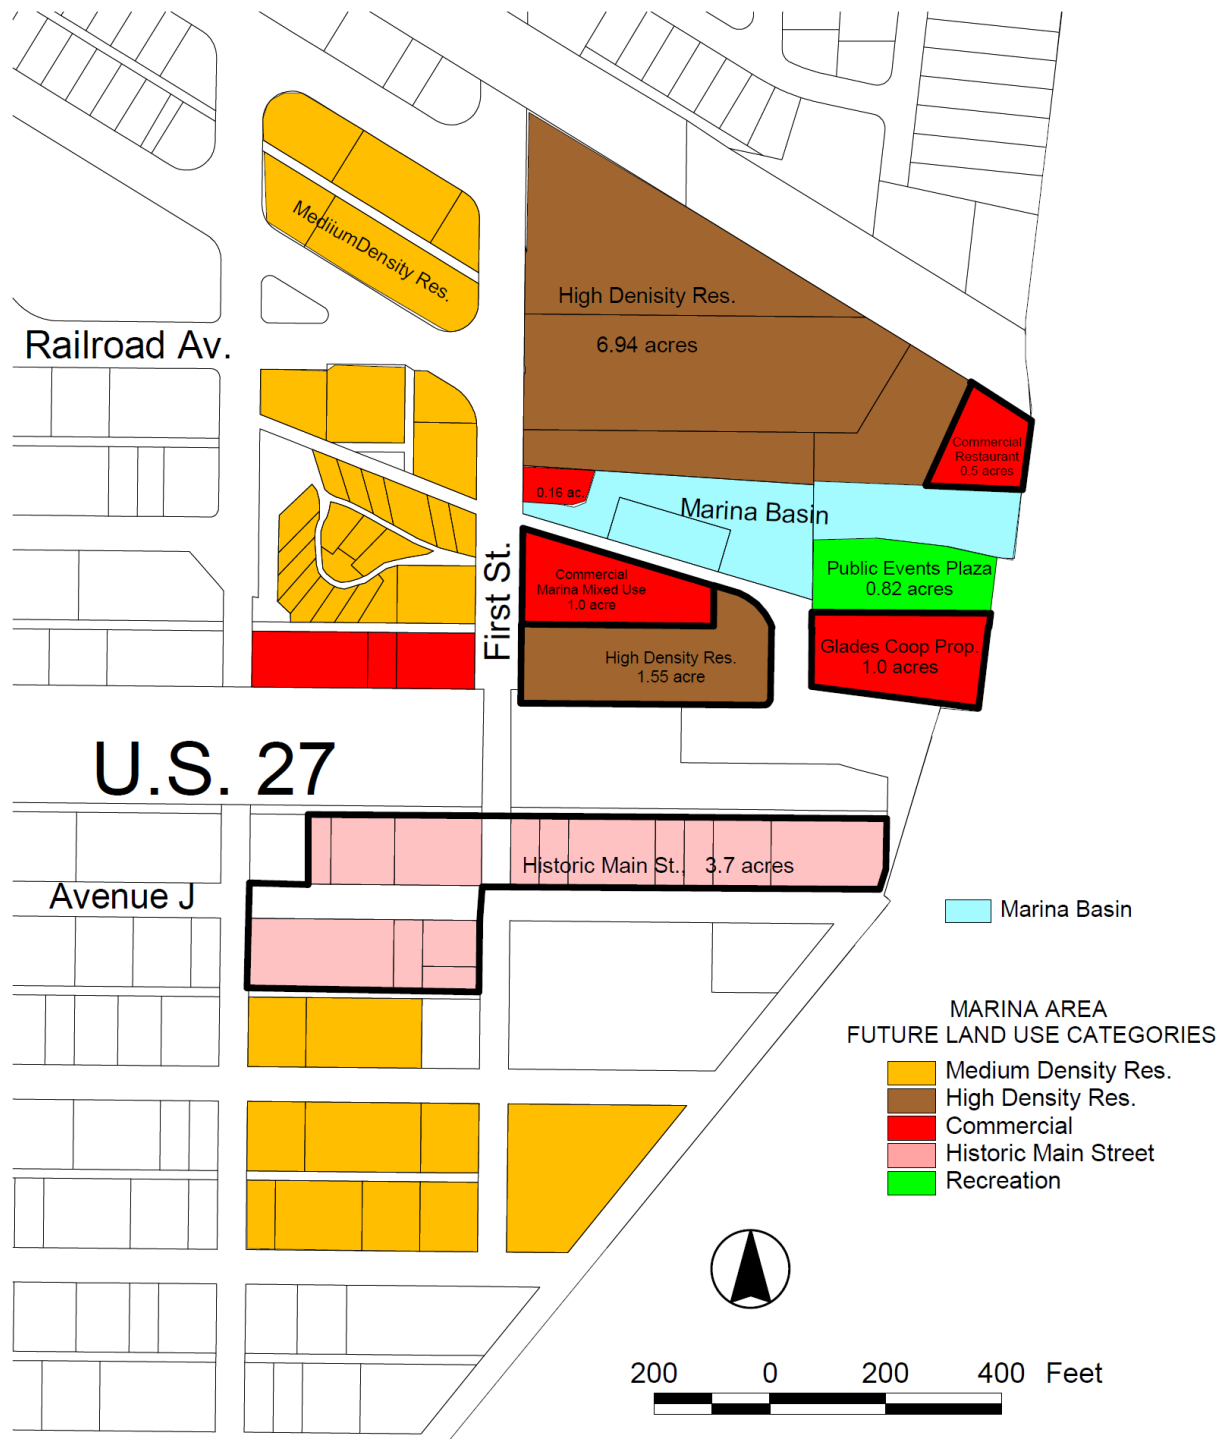 MediiumDensity Res.
High Denisity Res.
Railroad Av.
6.94 acres
Commercial
Restaurant
0.5 acres
0.16 ac.
Marina Basin
First St.
Commercial
Marina Mixed Use
1.0 acre
Public Events Plaza
0.82 acres
High Density Res.
1.55 acre
Glades Coop Prop.
1.0 acres
U.S. 27
Historic Main St., 3.7 acres
Avenue J
Marina Basin
MARINA AREA
FUTURE LAND USE CATEGORIES
Medium Density Res.
High Density Res.
Commercial
Historic Main Street
Recreation
200 0 200 400 Feet